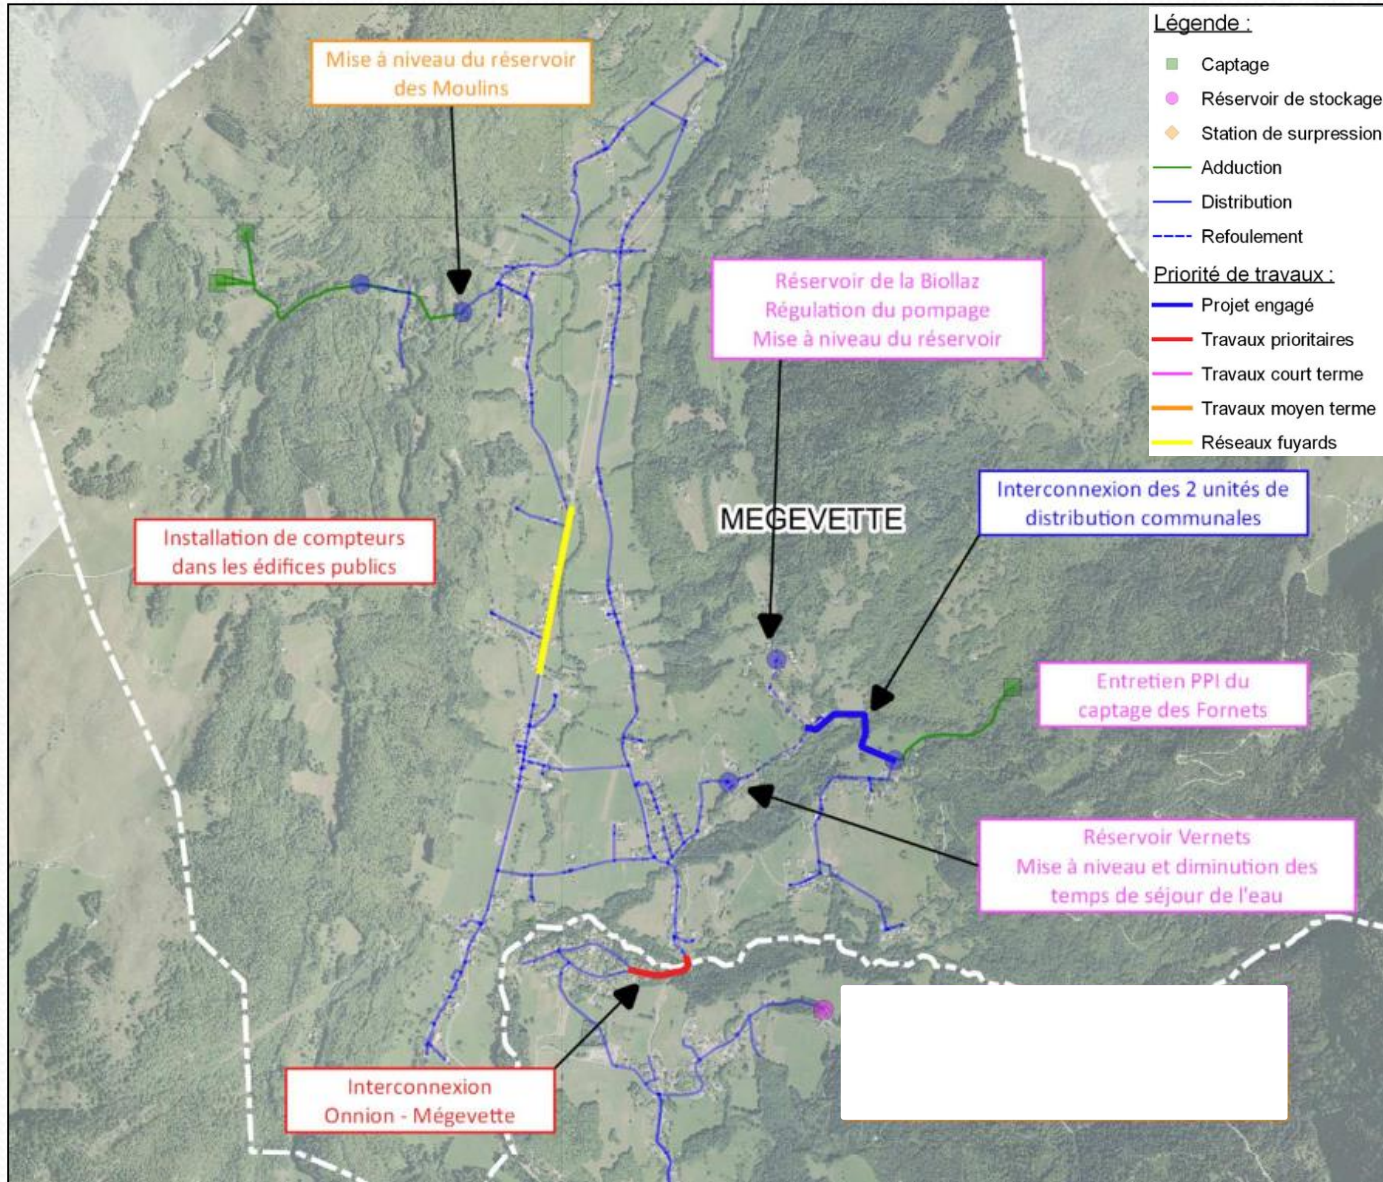 Légende :
Captage
Réservoir de stockage
Station de surpression
Adduction
Distribution
Refoulement
Priorité de travaux :
Projet engagé
Travaux prioritaires
Travaux court terme
Travaux moyen terme
Réseaux fuyards
Mise à niveau du réservoir
des Moulins
Réservoir de la Biollaz
Régulation du pompage
Mise à niveau du réservoir
Interconnexion des 2 unités de
distribution communales
MEGEVETTE
Installation de compteurs
dans les édifices publics
Entretien PPI du
captage des Fornets
Réservoir Vernets
Mise à niveau et diminution des
temps de séjour de l'eau
Interconnexion
Onnion - Mégevette